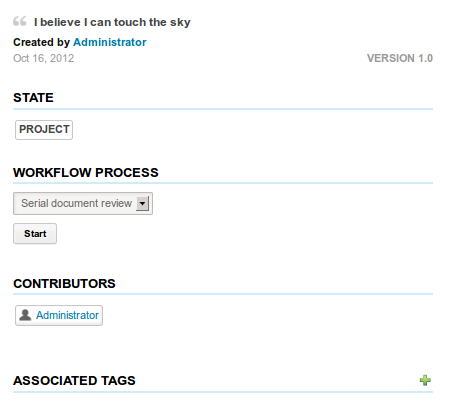 I believe I can touch the sky
Created by Administrator
Oct 16, 2012 VERSION 1.0
STATE
PROJECT
WORKFLOW PROCESS
Serial document review
Start
CONTRIBUTORS
Administrator
ASSOCIATED TAGS